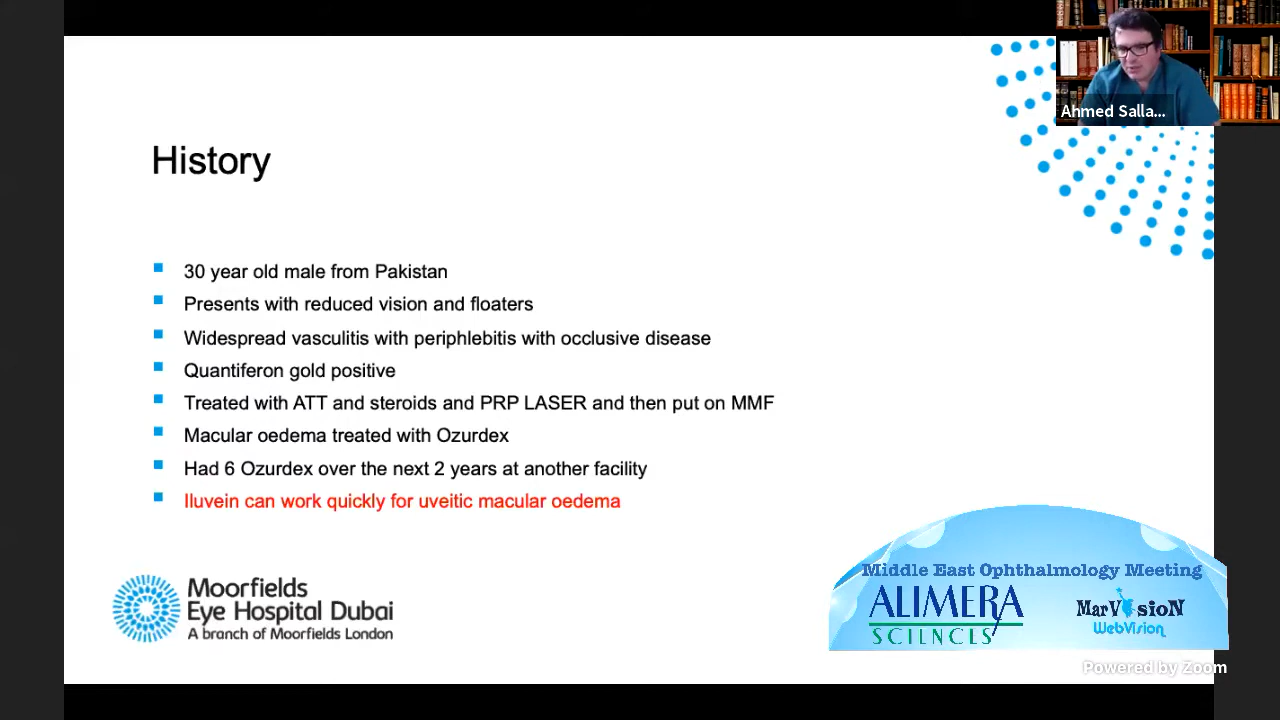 Ahmed Salla...
History
30 year old male from Pakistan
Presents with reduced vision and floaters
Widespread vasculitis with periphlebitis with occlusive disease
Quantiferon gold positive
Treated with ATT and steroids and PRP LASER and then put on MMF
Macular oedema treated with Ozurdex
Had 6 Ozurdex over the next 2 years at another facility
Iluvein can work quickly for uveitic macular oedema
Moorfields
Eye Hospital Dubai
A branch of Moorfields London
Middle East Ophthalmology Meeting
ALIMERA
SCIENCES
MarVisioN
WebVision
Powered by Zoom